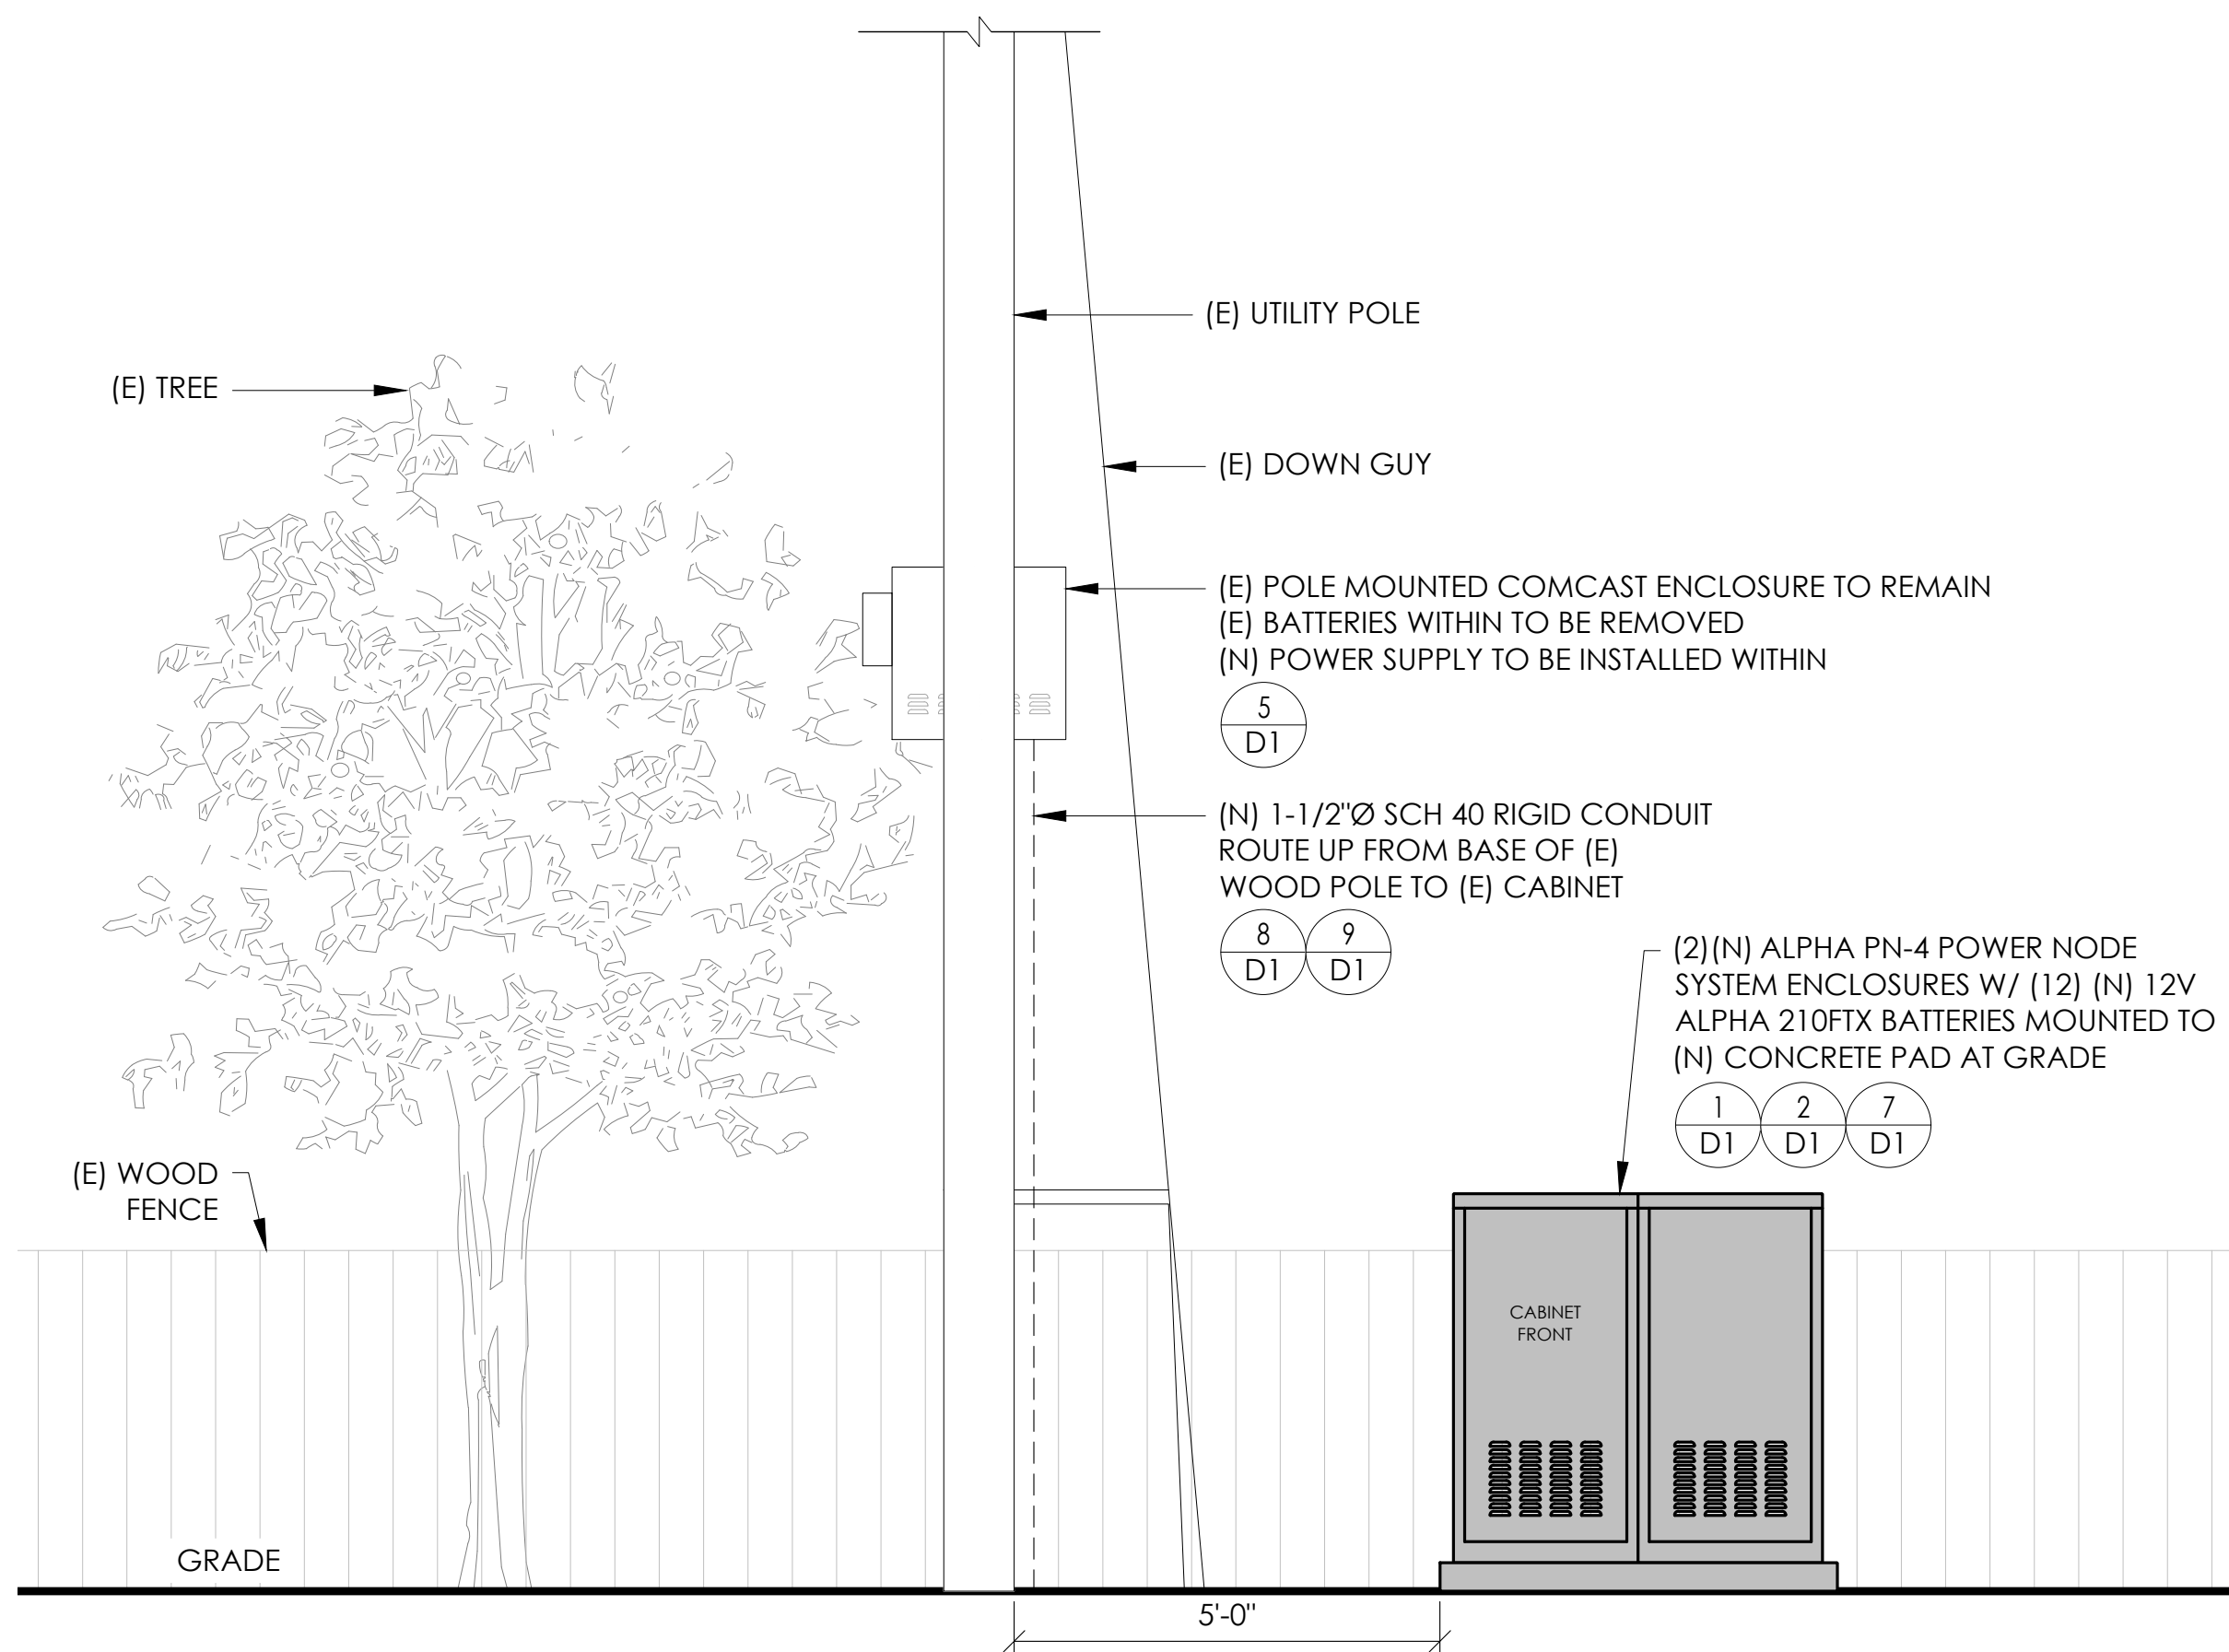 (E) UTILITY POLE
(E) TREE
(E) DOWN GUY
(E) POLE MOUNTED COMCAST ENCLOSURE TO REMAIN
(E) BATTERIES WITHIN TO BE REMOVED
(N) POWER SUPPLY TO BE INSTALLED WITHIN
5
D1
(N) 1-1/2"Ø SCH 40 RIGID CONDUIT
ROUTE UP FROM BASE OF (E)
WOOD POLE TO (E) CABINET
8 9
D1 D1
(2)(N) ALPHA PN-4 POWER NODE
SYSTEM ENCLOSURES W/ (12) (N) 12V
ALPHA 210FTX BATTERIES MOUNTED TO
(N) CONCRETE PAD AT GRADE
1 2 7
D1 D1 D1
(E) WOOD
FENCE
CABINET
FRONT
GRADE
5'-0"